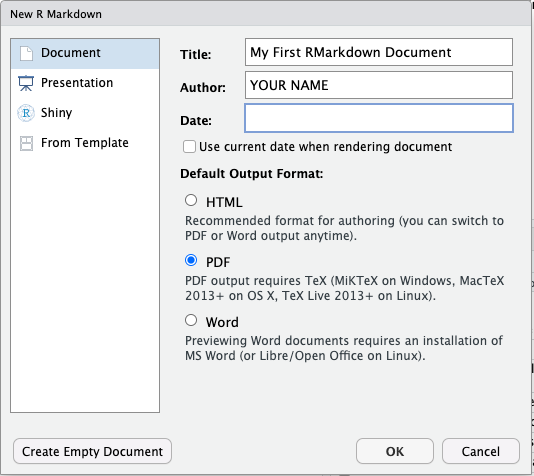 New R Markdown
Document
Presentation
Shiny
From Template
Title: My First RMarkdown Document
Author: YOUR NAME
Date:
Use current date when rendering document
Default Output Format:
HTML
Recommended format for authoring (you can switch to
PDF or Word output anytime).
PDF
PDF output requires TeX (MiKTeX on Windows, MacTeX
2013+ on OS X, TeX Live 2013+ on Linux).
Word
Previewing Word documents requires an installation of
MS Word (or Libre/Open Office on Linux).
Create Empty Document
OK
Cancel